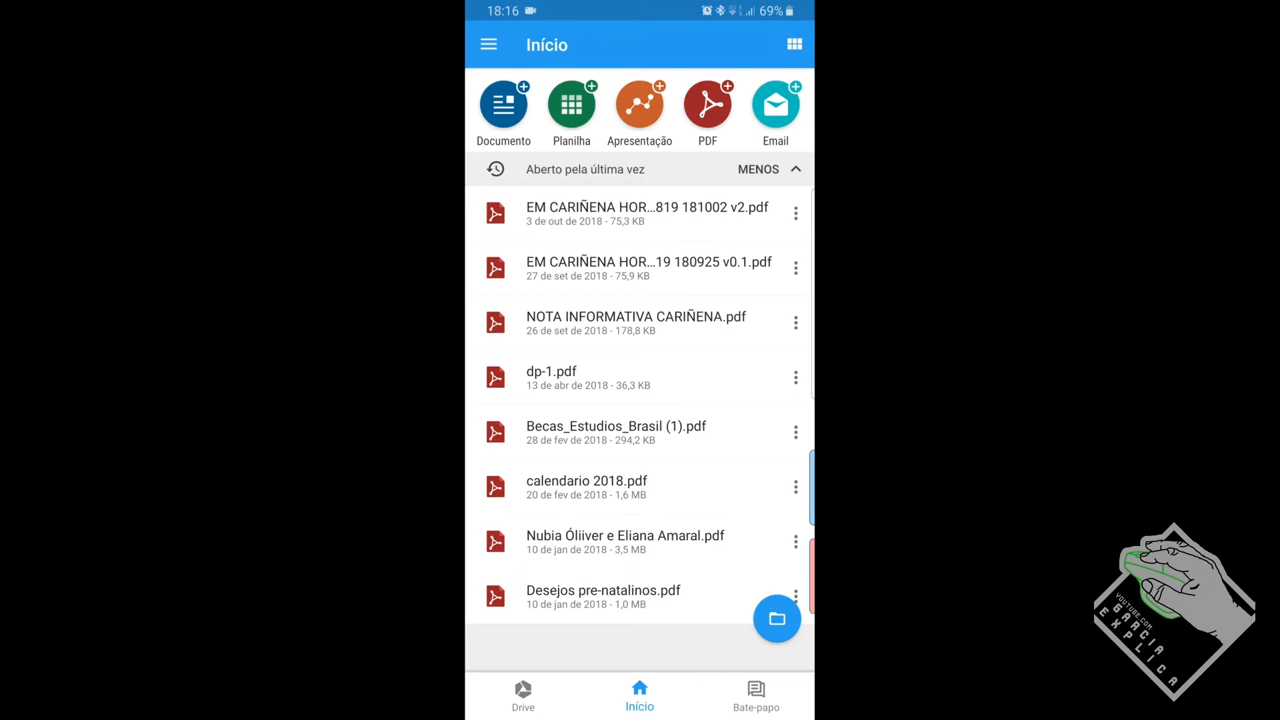 18:16
69%
Início
Documento
Planilha
Apresentação
PDF
Email
Aberto pela última vez
MENOS
EM CARIÑENA HOR...819 181002 v2.pdf
3 de out de 2018 - 75,3 KB
EM CARIÑENA HOR...19 180925 v0.1.pdf
27 de set de 2018 - 75,9 KB
NOTA INFORMATIVA CARIÑENA.pdf
26 de set de 2018 - 178,8 KB
dp-1.pdf
13 de abr de 2018 - 36,3 KB
Becas_Estudios_Brasil (1).pdf
28 de fev de 2018 - 294,2 KB
calendario 2018.pdf
20 de fev de 2018 - 1,6 MB
Nubia Óliiver e Eliana Amaral.pdf
10 de jan de 2018 - 3,5 MB
Desejos pre-natalinos.pdf
10 de jan de 2018 - 1,0 MB
Drive
Início
Bate-papo
YOUTUBE.COM
GARCIA
EXPLICA